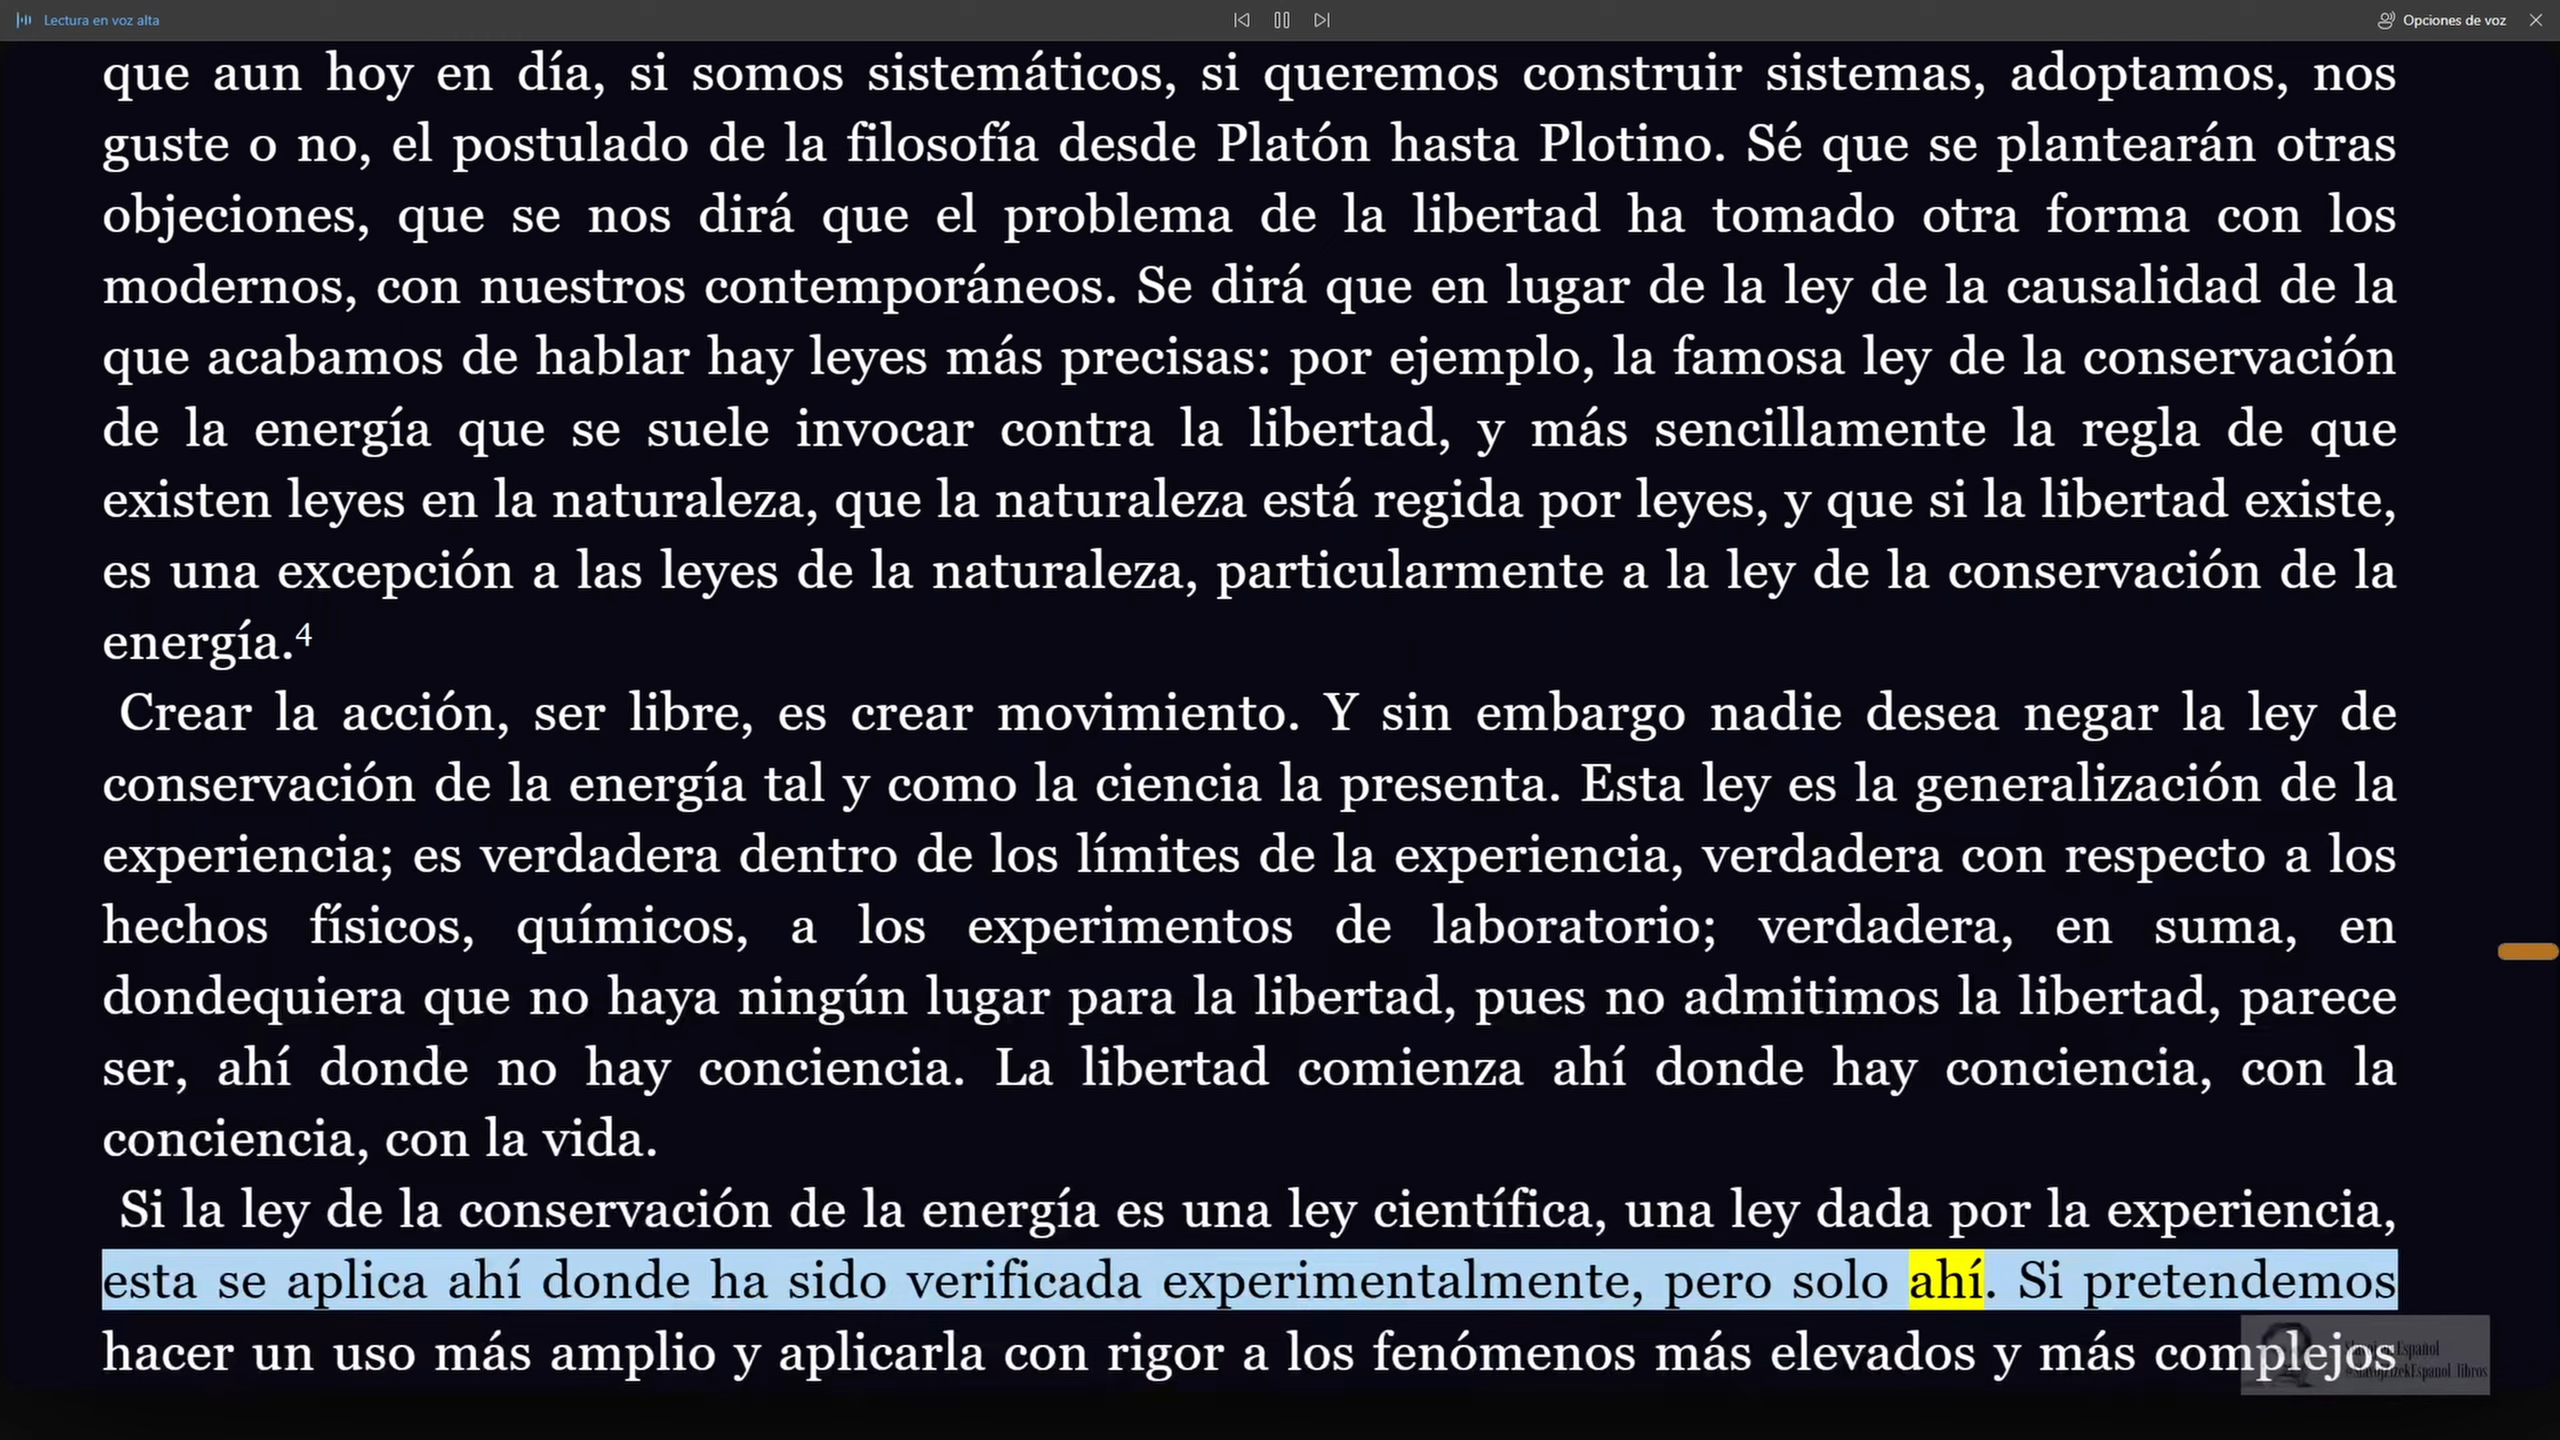 Lectura en voz alta
Opciones de voz
que aun hoy en día, si somos sistemáticos, si queremos construir sistemas, adoptamos, nos
guste o no, el postulado de la filosofía desde Platón hasta Plotino. Sé que se plantearán otras
objeciones, que se nos dirá que el problema de la libertad ha tomado otra forma con los
modernos, con nuestros contemporáneos. Se dirá que en lugar de la ley de la causalidad de la
que acabamos de hablar hay leyes más precisas: por ejemplo, la famosa ley de la conservación
de la energía que se suele invocar contra la libertad, y más sencillamente la regla de que
existen leyes en la naturaleza, que la naturaleza está regida por leyes, y que si la libertad existe,
es una excepción a las leyes de la naturaleza, particularmente a la ley de la conservación de la
energía.⁴
Crear la acción, ser libre, es crear movimiento. Y sin embargo nadie desea negar la ley de
conservación de la energía tal y como la ciencia la presenta. Esta ley es la generalización de la
experiencia; es verdadera dentro de los límites de la experiencia, verdadera con respecto a los
hechos físicos, químicos, a los experimentos de laboratorio; verdadera, en suma, en
dondequiera que no haya ningún lugar para la libertad, pues no admitimos la libertad, parece
ser, ahí donde no hay conciencia. La libertad comienza ahí donde hay conciencia, con la
conciencia, con la vida.
Si la ley de la conservación de la energía es una ley científica, una ley dada por la experiencia,
esta se aplica ahí donde ha sido verificada experimentalmente, pero solo ahí. Si pretendemos
hacer un uso más amplio y aplicarla con rigor a los fenómenos más elevados y más complejos
Español